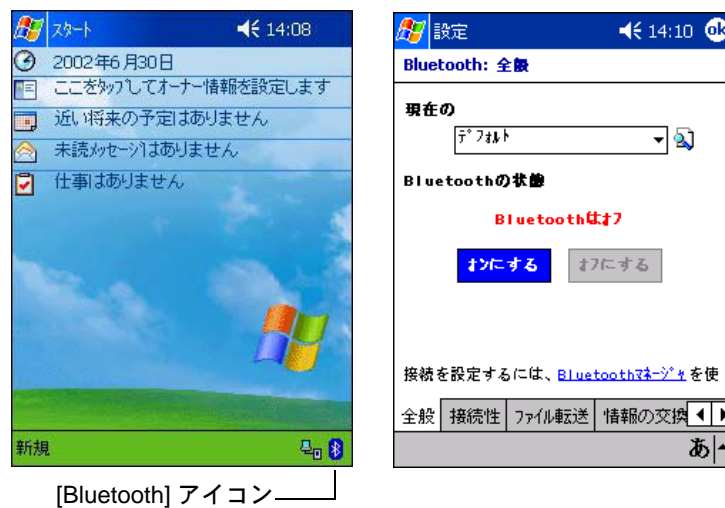 スタート 14:08
2002年6月30日
ここをタップしてオーナー情報を設定します
近い将来の予定はありません
未読メッセージはありません
仕事はありません
新規
[Bluetooth] アイコン
設定 14:10 ok
Bluetooth: 全般
現在の
デフォルト
Bluetoothの状態
Bluetoothはオフ
オンにする オフにする
接続を設定するには、Bluetoothマネージャを使
全般 接続性 ファイル転送 情報の交換
あ